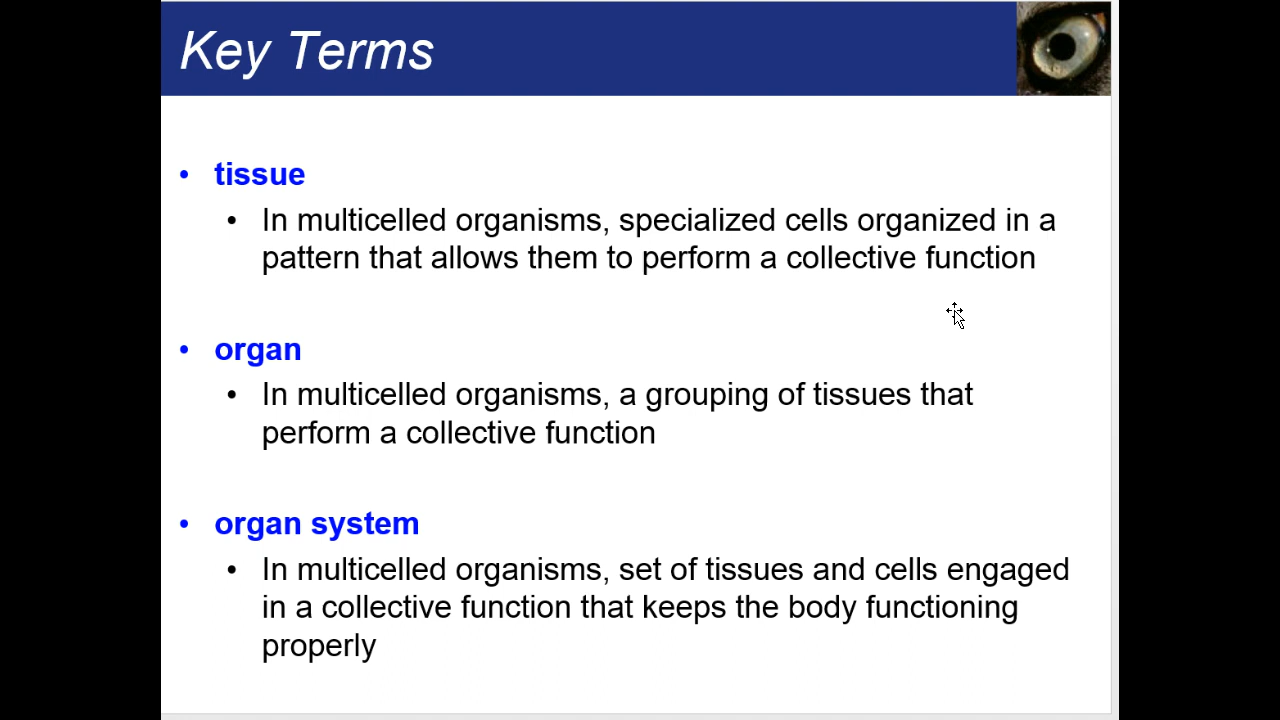 Key Terms
• tissue
• In multicelled organisms, specialized cells organized in a
pattern that allows them to perform a collective function
• organ
• In multicelled organisms, a grouping of tissues that
perform a collective function
• organ system
• In multicelled organisms, set of tissues and cells engaged
in a collective function that keeps the body functioning
properly